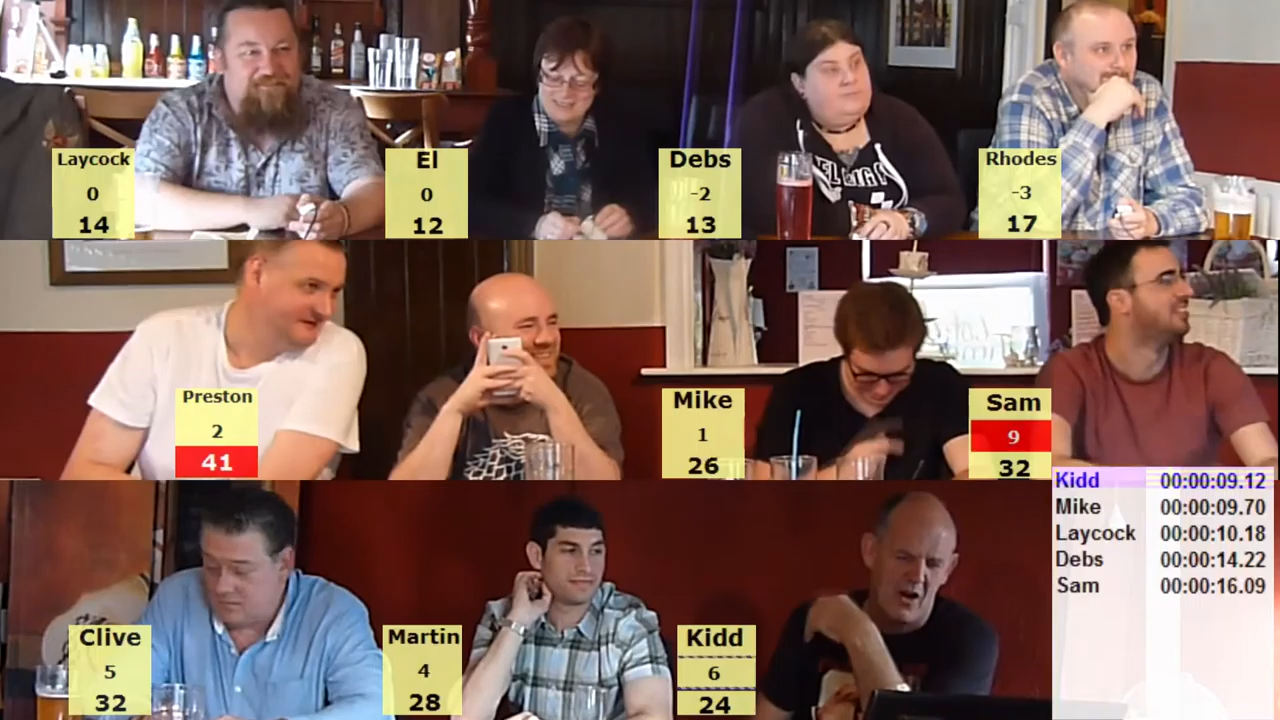 Laycock
0
14
El
0
12
Debs
-2
13
Rhodes
-3
17
Preston
2
41
Mike
1
26
Sam
9
32
Clive
5
32
Martin
4
28
Kidd
6
24
Kidd 00:00:09.12
Mike 00:00:09.70
Laycock 00:00:10.18
Debs 00:00:14.22
Sam 00:00:16.09